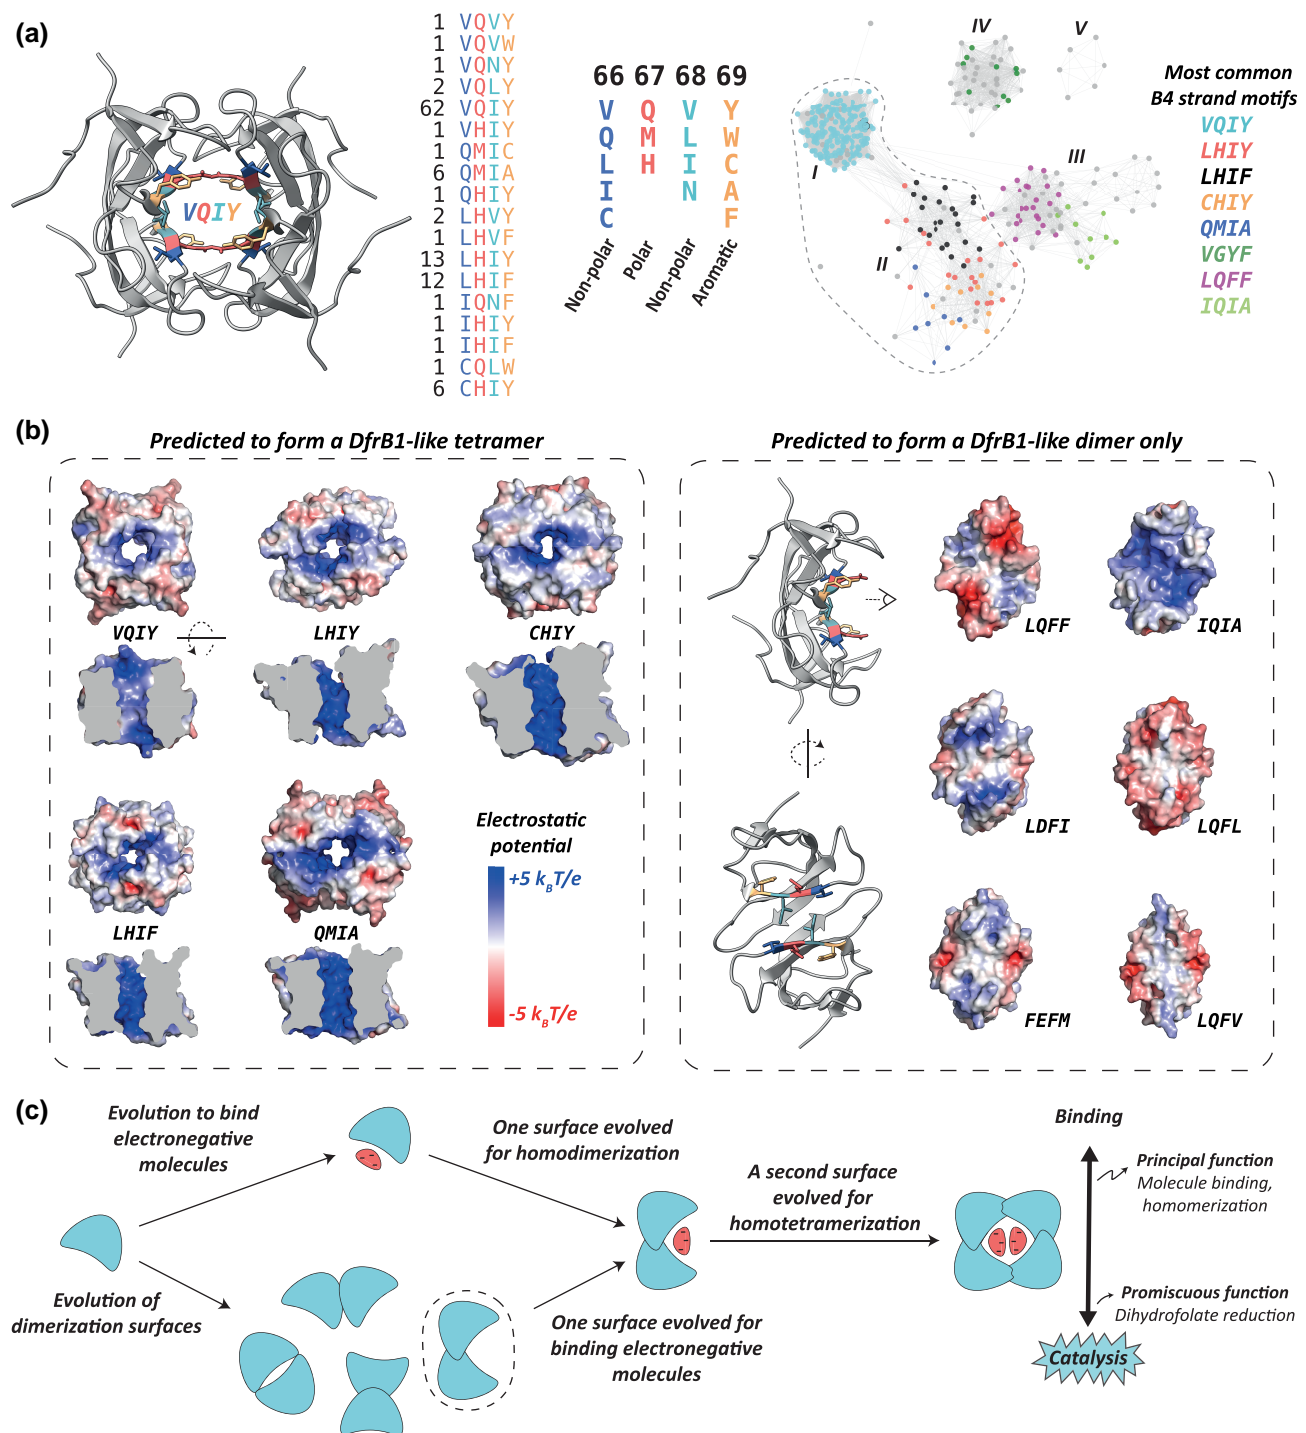 (a)
VQIY
1 VQVY
1 VQVW
1 VQNY
2 VQLY
62 VQIY
1 VHIY
1 QMIC
6 QMIA
1 QHIY
2 LHVY
1 LHVF
13 LHIY
12 LHIF
1 IQNF
1 IHIY
1 IHIF
1 CQLW
6 CHIY
66 67 68 69
V Q V Y
Q M L W
L H I C
I N A
C F
Non-polar
Polar
Non-polar
Aromatic
I
II
III
IV
V
Most common
B4 strand motifs
VQIY
LHIY
LHIF
CHIY
QMIA
VGYF
LQFF
IQIA
(b)
Predicted to form a DfrB1-like tetramer
VQIY
LHIY
CHIY
LHIF
QMIA
Electrostatic
potential
+5 kBT/e
-5 kBT/e
Predicted to form a DfrB1-like dimer only
LQFF
IQIA
LDFI
LQFL
FEFM
LQFV
(c)
Evolution to bind
electronegative
molecules
Evolution of
dimerization surfaces
One surface evolved
for homodimerization
One surface evolved for
binding electronegative
molecules
A second surface
evolved for
homotetramerization
Binding
Principal function
Molecule binding,
homomerization
Promiscuous function
Dihydrofolate reduction
Catalysis